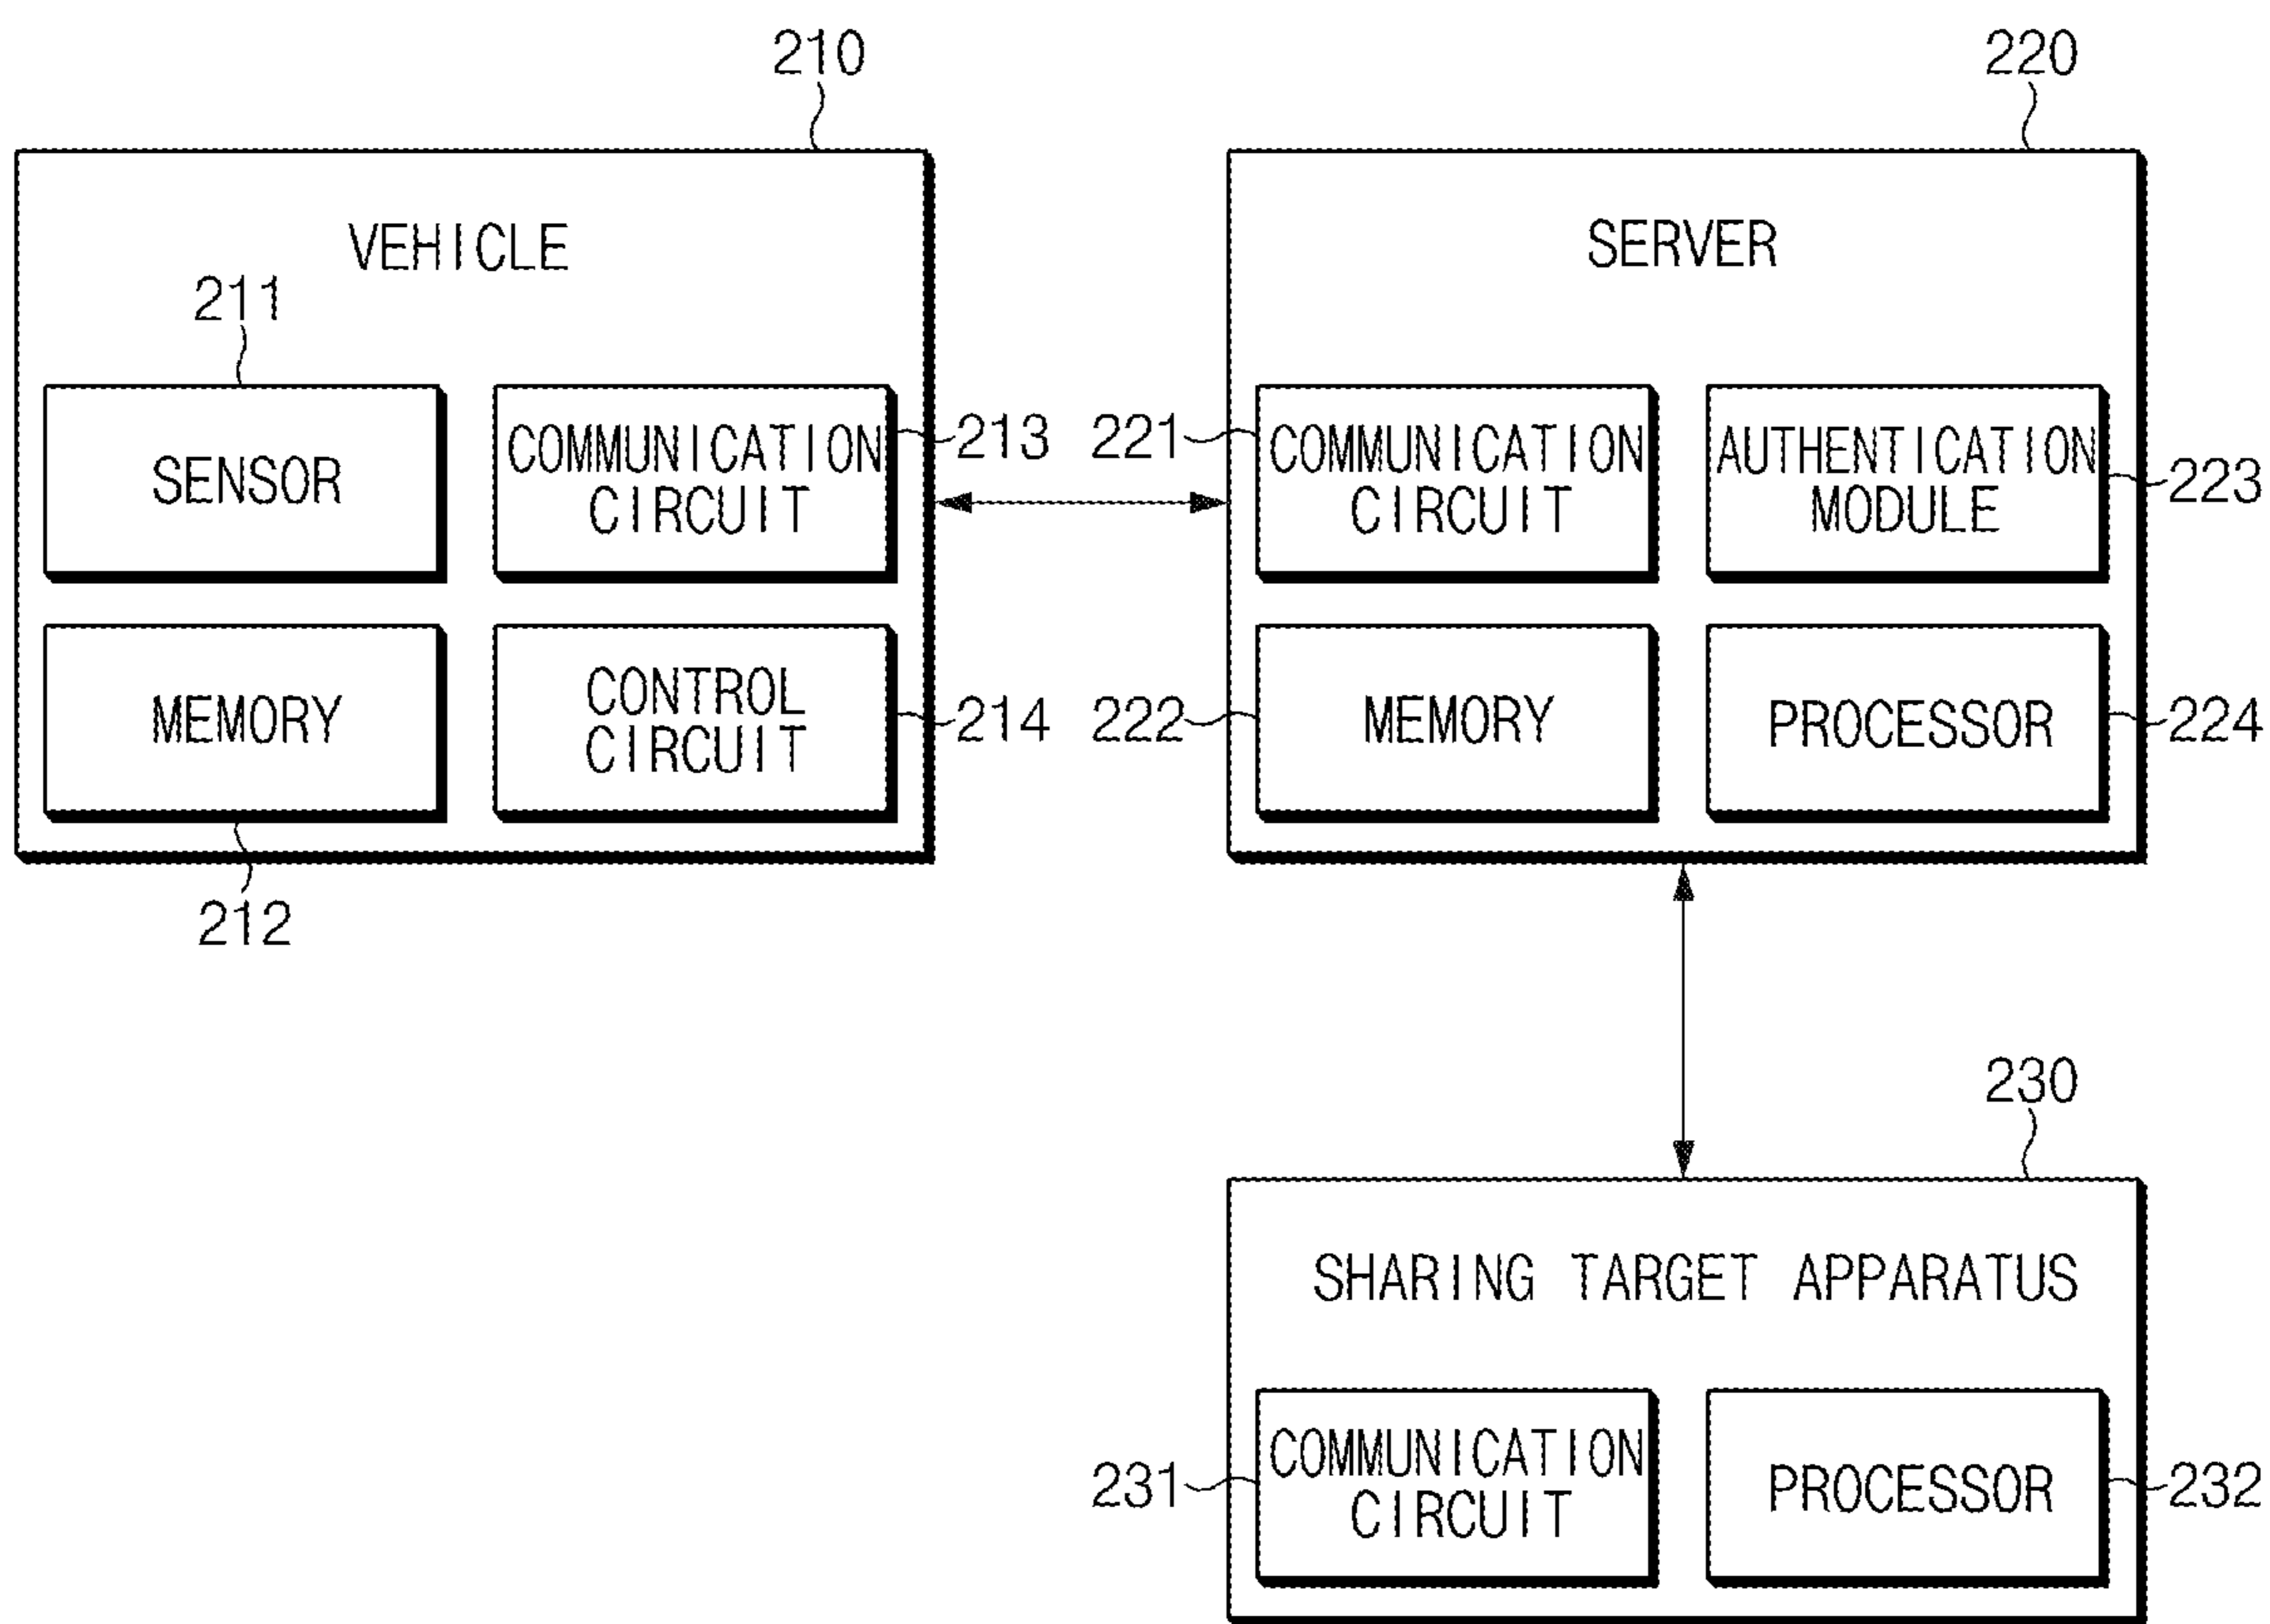 210
220
VEHICLE
SERVER
211
SENSOR
COMMUNICATION
CIRCUIT
213
221
COMMUNICATION
CIRCUIT
AUTHENTICATION
MODULE
223
MEMORY
CONTROL
CIRCUIT
214
222
MEMORY
PROCESSOR
224
212
230
SHARING TARGET APPARATUS
231
COMMUNICATION
CIRCUIT
PROCESSOR
232